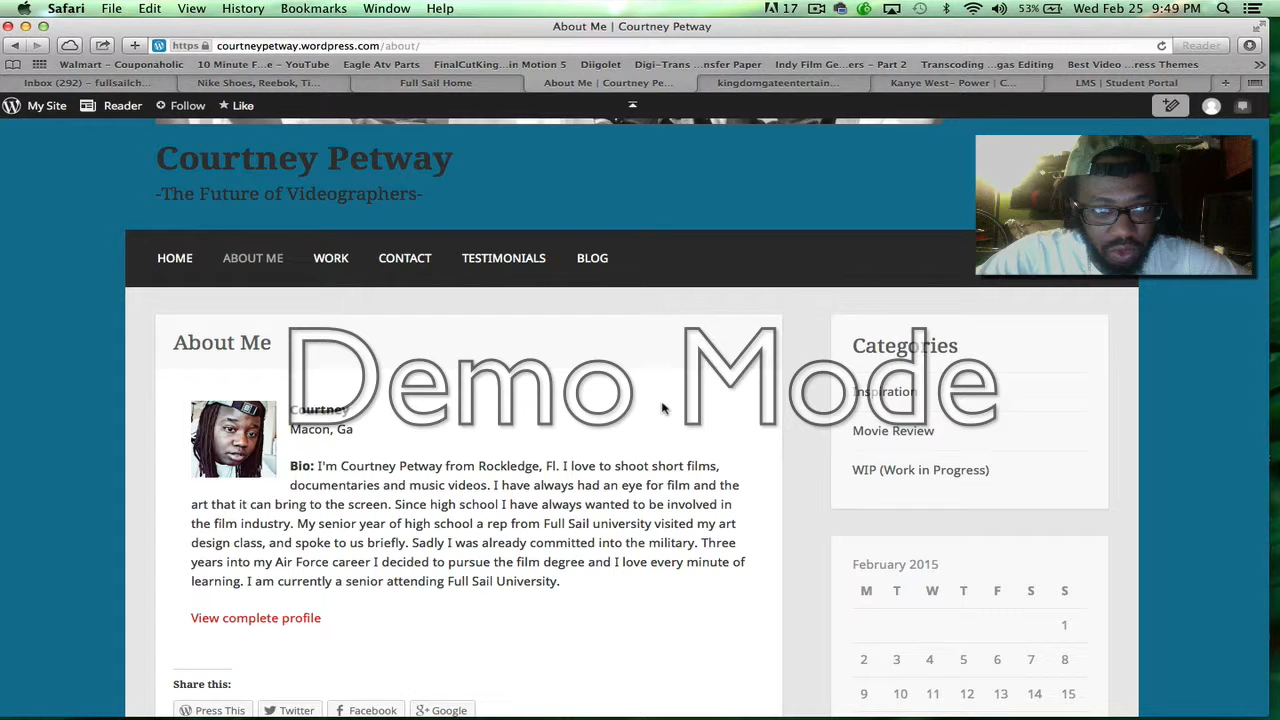 Safari File Edit View History Bookmarks Window Help 17 53% Wed Feb 25 9:49 PM
About Me | Courtney Petway
https courtneypetway.wordpress.com/about/ Reader
Walmart – Couponaholic 10 Minute F...e – YouTube Eagle Atv Parts FinalCutKing...in Motion 5 Diigolet Digi-Trans ...nsfer Paper Indy Film Ge...ers – Part 2 Transcoding ...gas Editing Best Video ...ress Themes
Inbox (292) – fullsailch... Nike Shoes, Reebok, Ti... Full Sail Home About Me | Courtney Pe... kingdomgateentertain... Kanye West– Power | C... LMS | Student Portal
My Site Reader Follow Like
Courtney Petway
-The Future of Videographers-
HOME ABOUT ME WORK CONTACT TESTIMONIALS BLOG
About Me
Demo Mode
Courtney
Macon, Ga
Bio: I'm Courtney Petway from Rockledge, Fl. I love to shoot short films,
documentaries and music videos. I have always had an eye for film and the
art that it can bring to the screen. Since high school I have always wanted to be involved in
the film industry. My senior year of high school a rep from Full Sail university visited my art
design class, and spoke to us briefly. Sadly I was already committed into the military. Three
years into my Air Force career I decided to pursue the film degree and I love every minute of
learning. I am currently a senior attending Full Sail University.
View complete profile
Share this:
Press This Twitter Facebook Google
Categories
Inspiration
Movie Review
WIP (Work in Progress)
February 2015
M T W T F S S
1
2 3 4 5 6 7 8
9 10 11 12 13 14 15